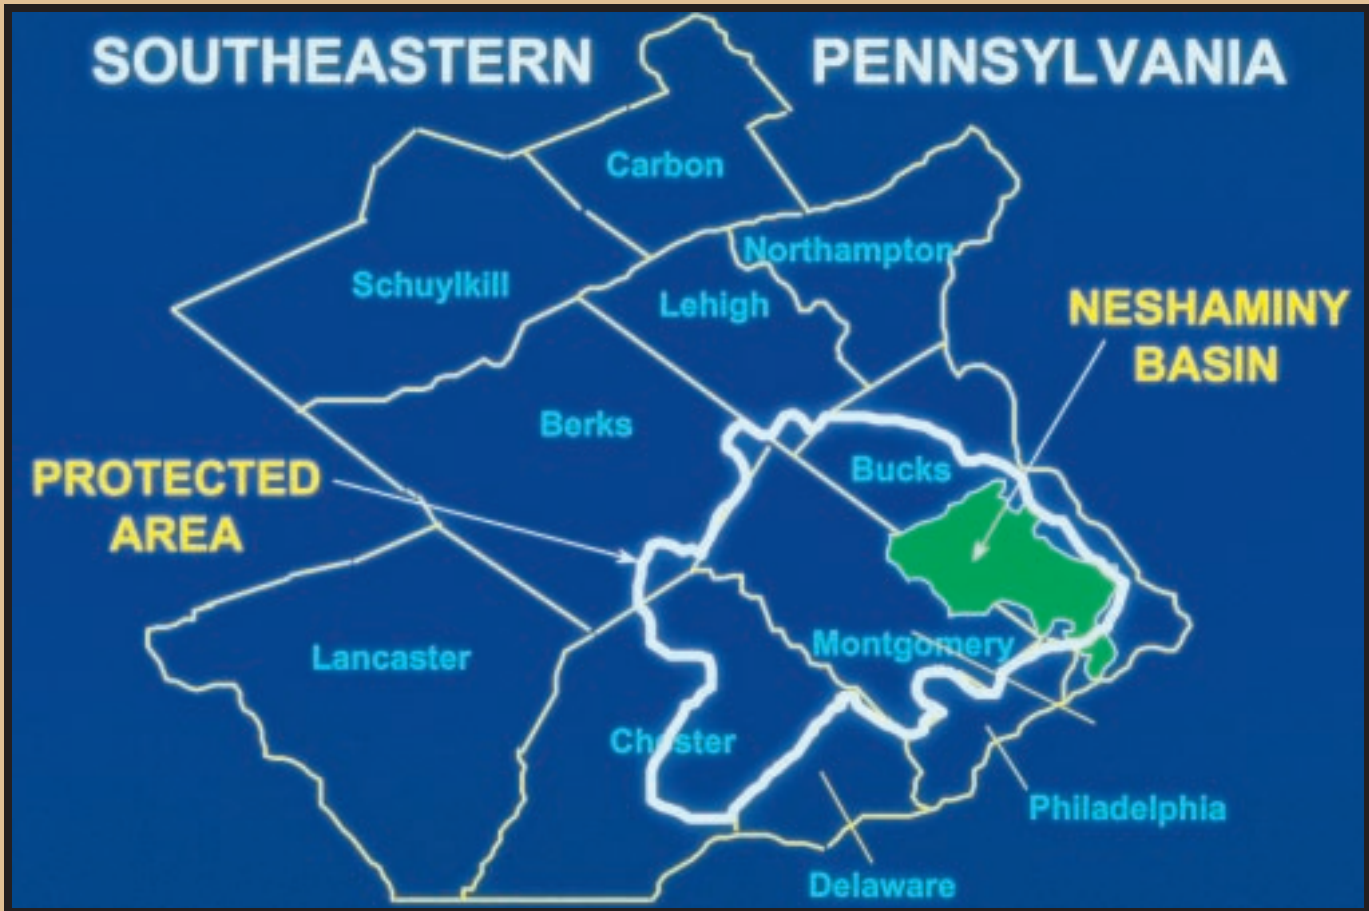 SOUTHEASTERN PENNSYLVANIA
Carbon
Northampton
Schuylkill
Lehigh
NESHAMINY
BASIN
Berks
Bucks
PROTECTED
AREA
Montgomery
Lancaster
Chester
Philadelphia
Delaware